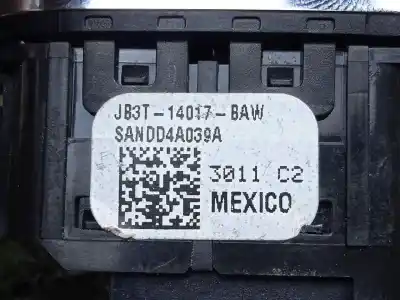 JB3T-14017-BAW
SANDD4A039A
3011 C2
MEXICO